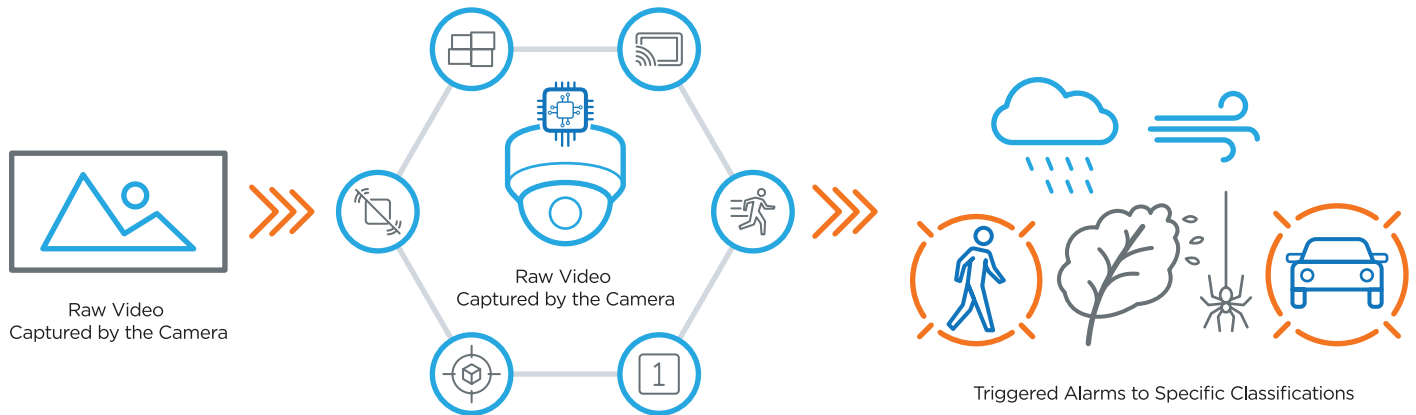 Raw Video
Captured by the Camera
Raw Video
Captured by the Camera
1
Triggered Alarms to Specific Classifications